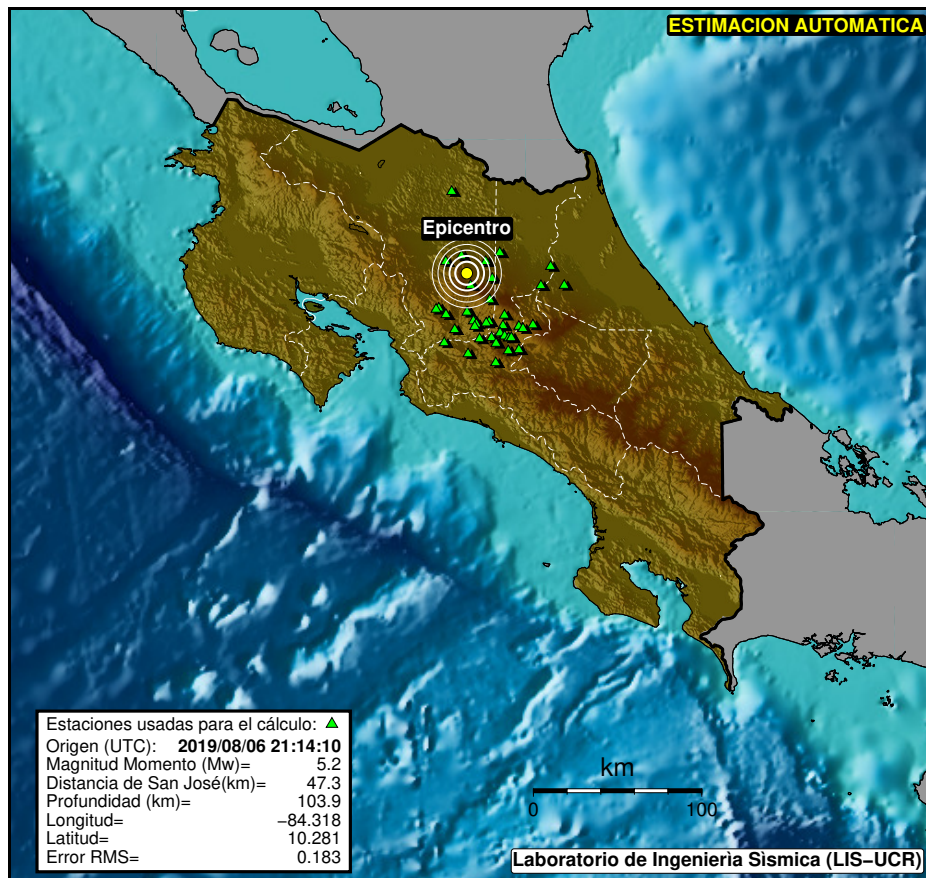 ESTIMACION AUTOMATICA
Epicentro
Estaciones usadas para el cálculo:
Origen (UTC): 2019/08/06 21:14:10
Magnitud Momento (Mw)= 5.2
Distancia de San José(km)= 47.3
Profundidad (km)= 103.9
Longitud= −84.318
Latitud= 10.281
Error RMS= 0.183
km
0 100
Laboratorio de Ingenierìa Sìsmica (LIS−UCR)